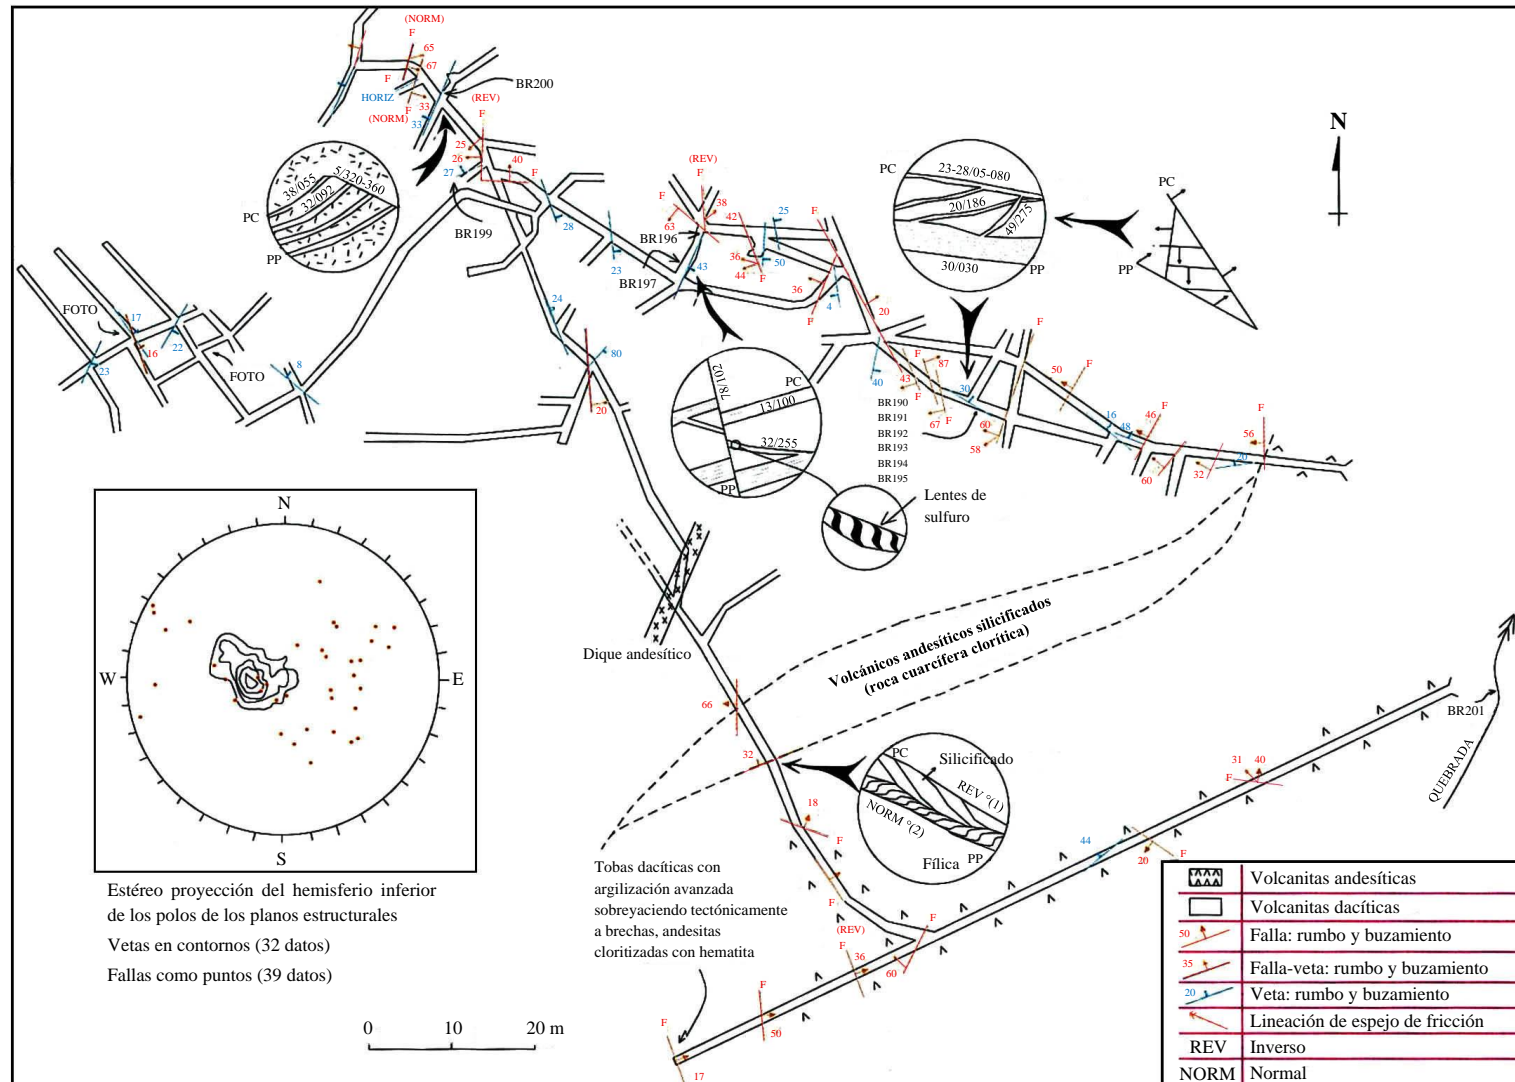 (NORM)
F
65
67
F
HORIZ
F
33
(NORM)
33
BR200
(REV)
F
25
26
27
40
F
BR199
38/055
5/320-360
32/092
PC
PP
28
23
24
80
20
FOTO
17
16
22
23
FOTO
8
(REV)
F
F
38
63
BR196
BR197
43
42
25
50
36
44
F
F
36
F
4
20
40
43
F
F
87
67
F
30
60
58
F
50
F
16
48
46
F
60
32
20
56
F
BR190
BR191
BR192
BR193
BR194
BR195
PC
23-28/05-080
20/186
49/275
30/030
PP
PC
PP
N
78/102
PC
13/100
32/255
PP
Lentes de
sulfuro
Dique andesítico
Volcánicos andesíticos silicificados
(roca cuarcífera clorítica)
66
32
18
F
F
PC
Silicificado
REV °(1)
NORM °(2)
PP
Fílica
(REV)
F
36
F
60
F
50
F
17
31
40
F
44
20
F
BR201
QUEBRADA
Tobas dacíticas con
argilización avanzada
sobreyaciendo tectónicamente
a brechas, andesitas
cloritizadas con hematita
N
W
E
S
Estéreo proyección del hemisferio inferior
de los polos de los planos estructurales
Vetas en contornos (32 datos)
Fallas como puntos (39 datos)
0 10 20 m
Volcanitas andesíticas
Volcanitas dacíticas
50 Falla: rumbo y buzamiento
35 Falla-veta: rumbo y buzamiento
20 Veta: rumbo y buzamiento
Lineación de espejo de fricción
REV Inverso
NORM Normal